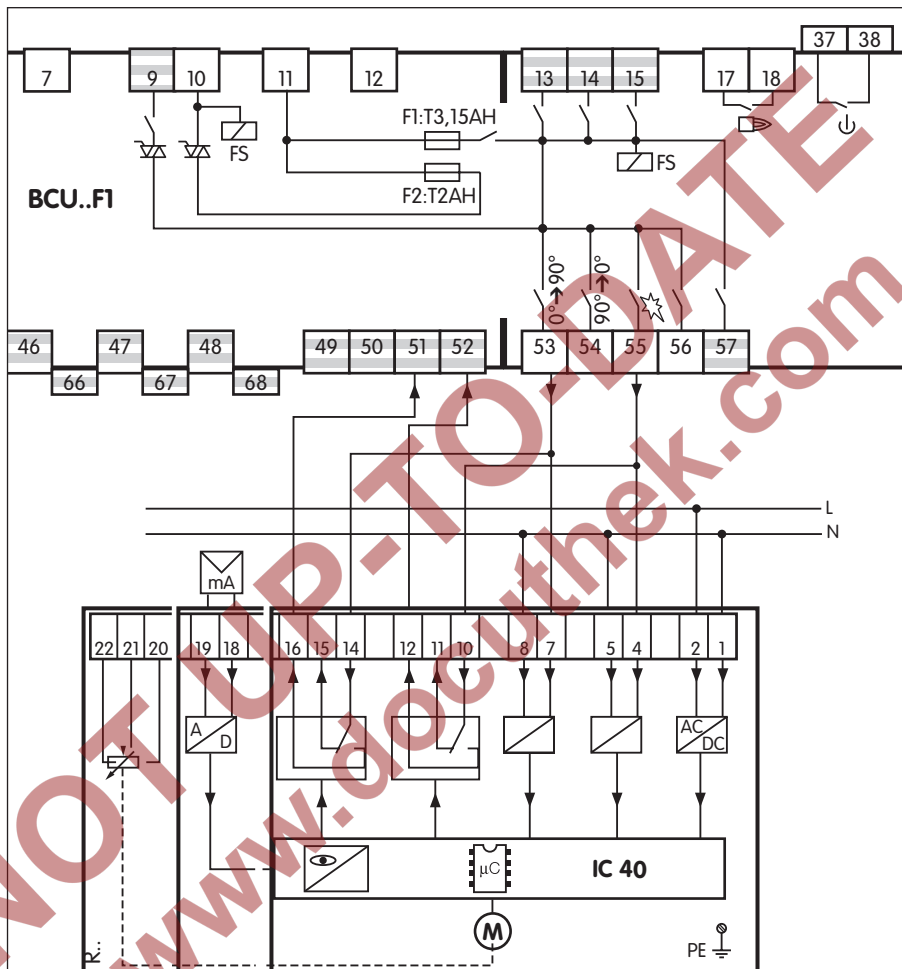 37 38
7 9 10 11 12 13 14 15 17 18
F1:T3,15AH
FS
FS
F2:T2AH
BCU..F1
0°→90°
90°→0°
46 47 48 49 50 51 52 53 54 55 56 57
66 67 68
L
N
mA
22 21 20 19 18 16 15 14 12 11 10 8 7 5 4 2 1
A
D
AC
DC
µC
IC 40
M
PE
R..
NOT UP-TO-DATE
www.docuthek.com